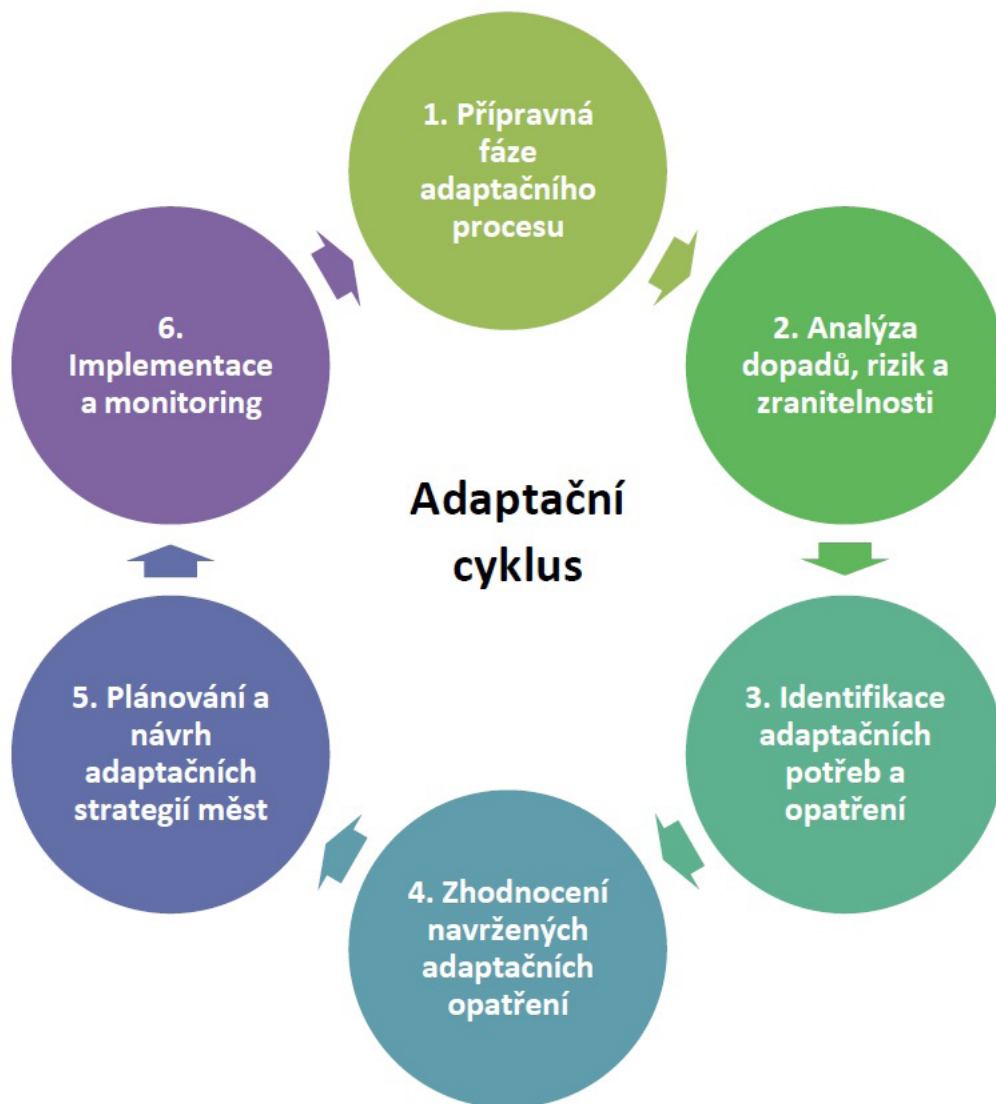 1. Přípravná
fáze
adaptačního
procesu
2. Analýza
dopadů, rizik a
zranitelnosti
3. Identifikace
adaptačních
potřeb a
opatření
4. Zhodnocení
navržených
adaptačních
opatření
5. Plánování a
návrh
adaptačních
strategií měst
6.
Implementace
a monitoring
Adaptační
cyklus